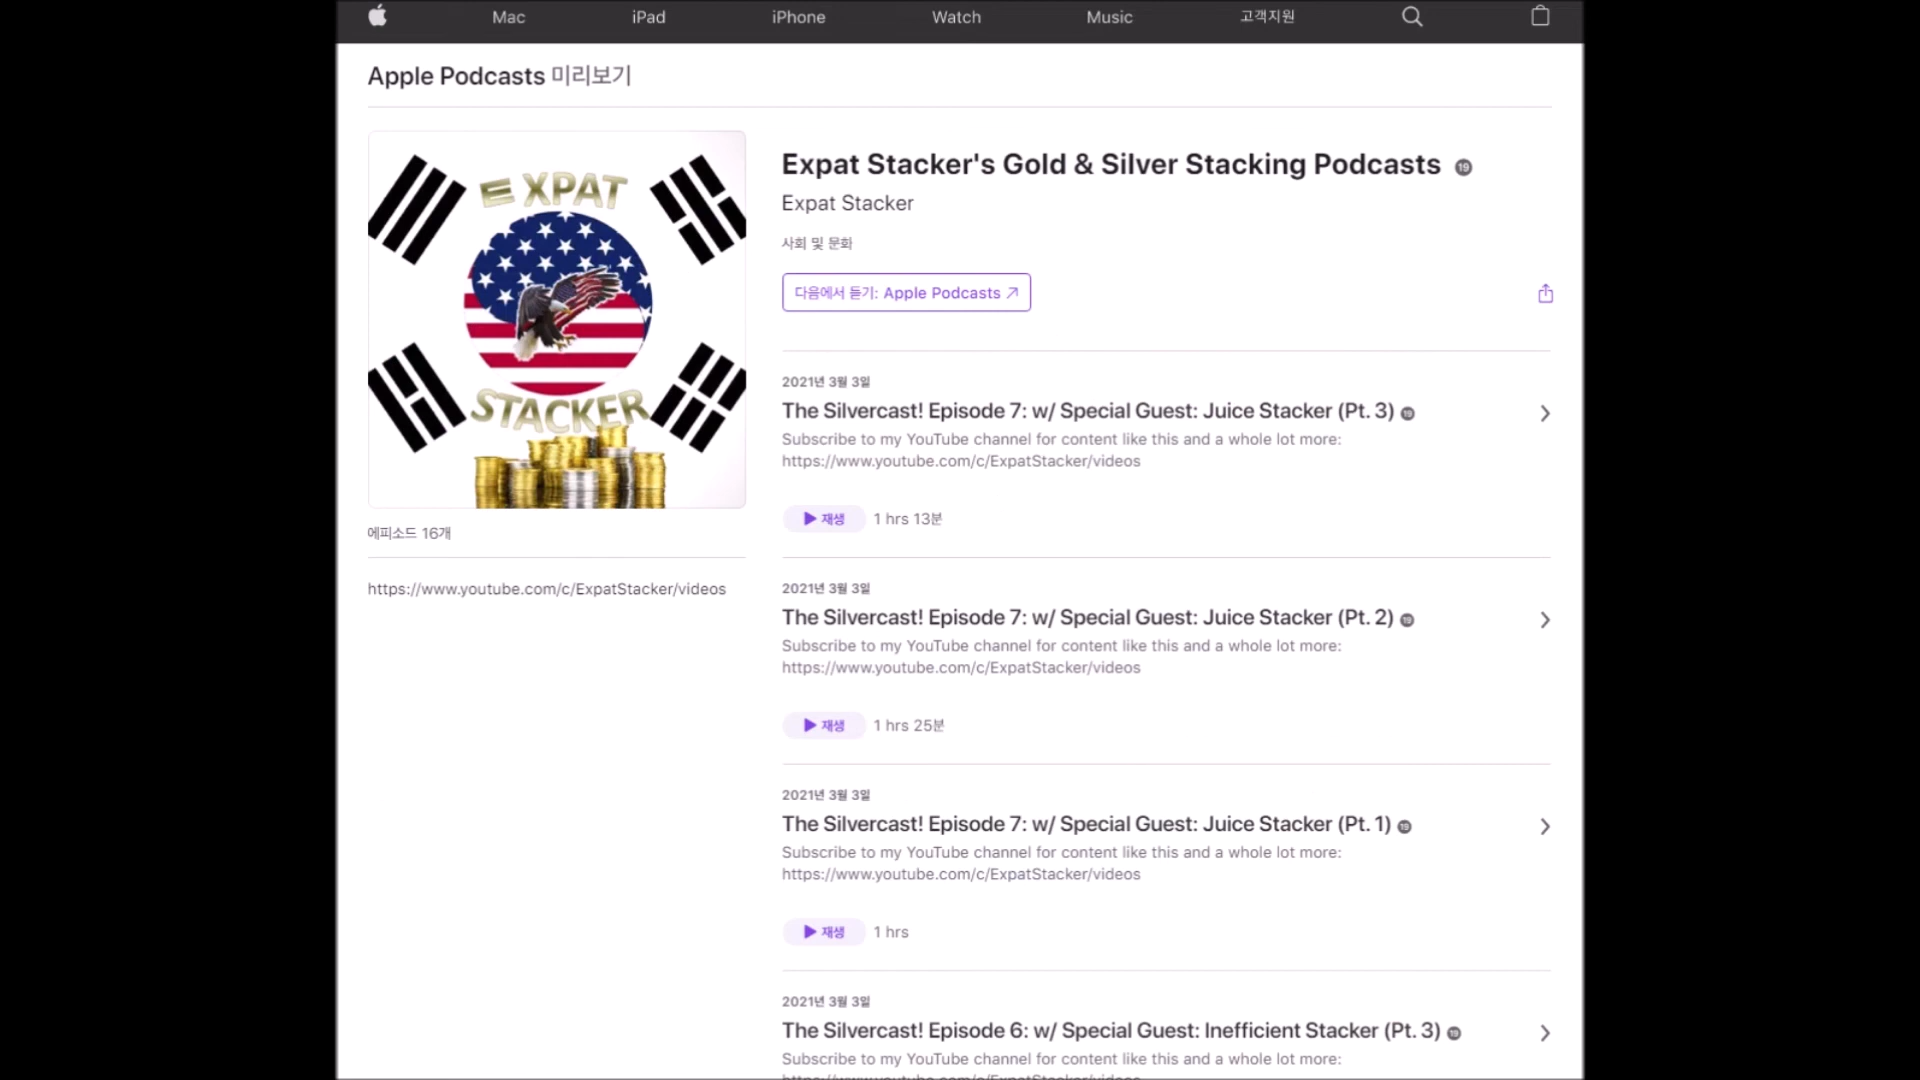 Mac iPad iPhone Watch Music 고객지원
Apple Podcasts 미리보기
EXPAT
STACKER
에피소드 16개
https://www.youtube.com/c/ExpatStacker/videos
Expat Stacker's Gold & Silver Stacking Podcasts 19
Expat Stacker
사회 및 문화
다음에서 듣기: Apple Podcasts ↗
2021년 3월 3일
The Silvercast! Episode 7: w/ Special Guest: Juice Stacker (Pt. 3) 19
Subscribe to my YouTube channel for content like this and a whole lot more:
https://www.youtube.com/c/ExpatStacker/videos
▶ 재생 1 hrs 13분
2021년 3월 3일
The Silvercast! Episode 7: w/ Special Guest: Juice Stacker (Pt. 2) 19
Subscribe to my YouTube channel for content like this and a whole lot more:
https://www.youtube.com/c/ExpatStacker/videos
▶ 재생 1 hrs 25분
2021년 3월 3일
The Silvercast! Episode 7: w/ Special Guest: Juice Stacker (Pt. 1) 19
Subscribe to my YouTube channel for content like this and a whole lot more:
https://www.youtube.com/c/ExpatStacker/videos
▶ 재생 1 hrs
2021년 3월 3일
The Silvercast! Episode 6: w/ Special Guest: Inefficient Stacker (Pt. 3) 19
Subscribe to my YouTube channel for content like this and a whole lot more: